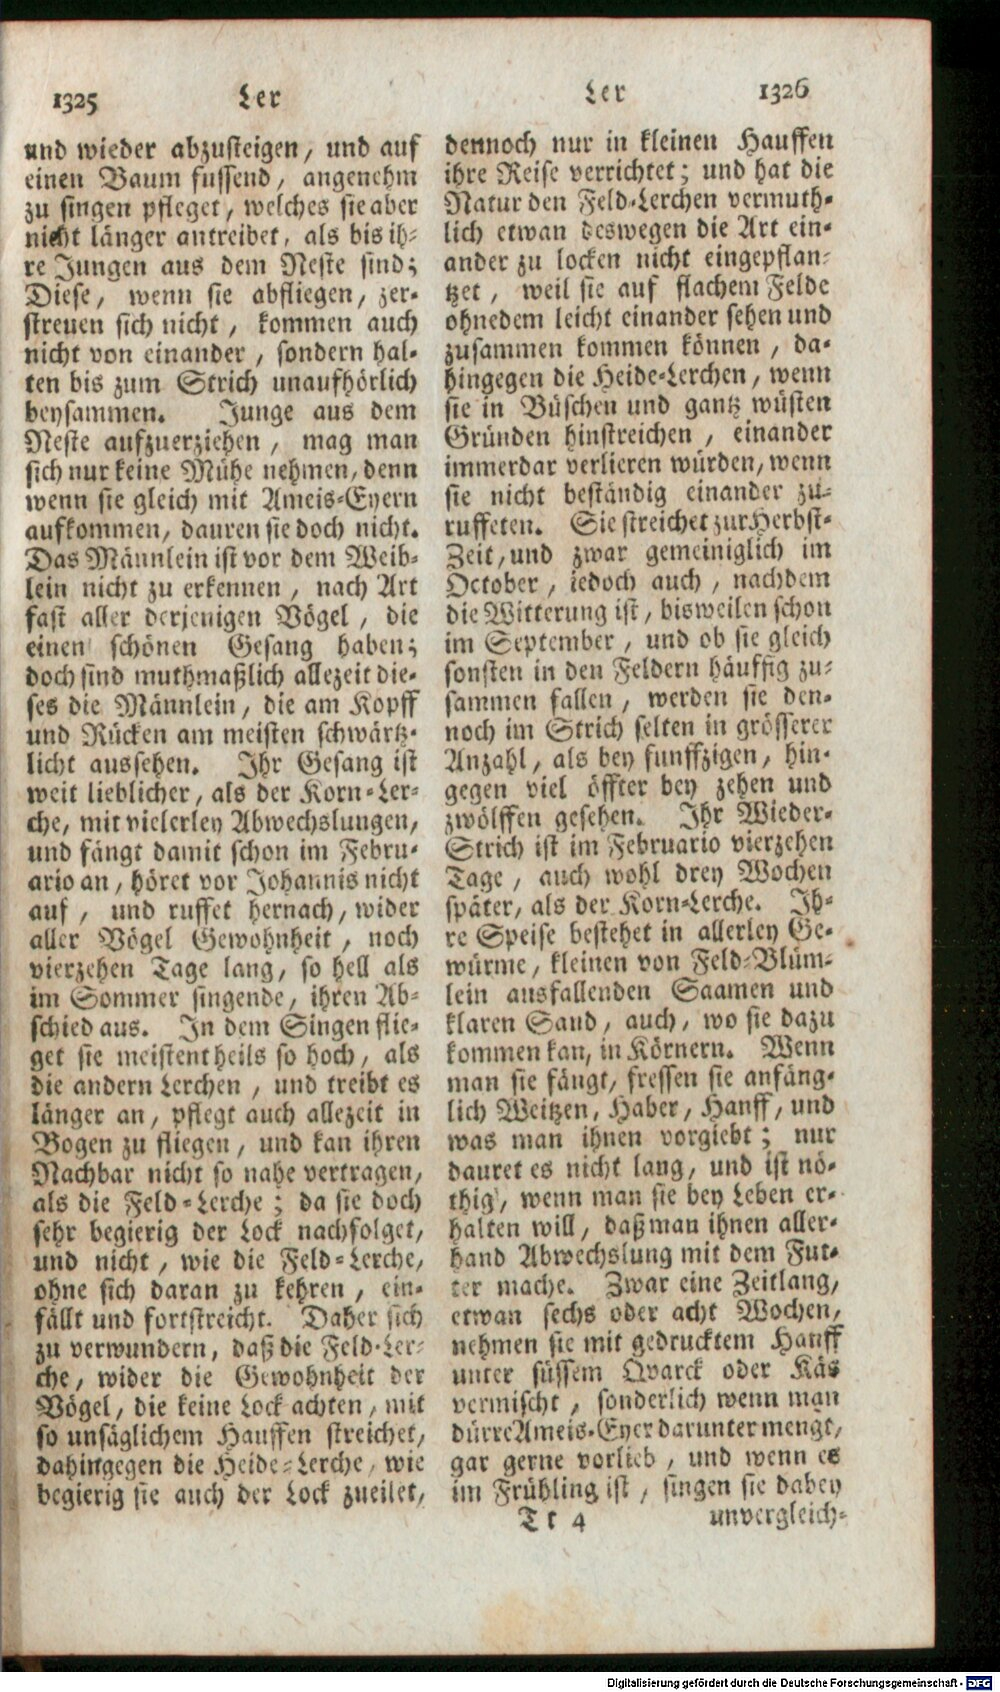 1325 Ler
und wieder abzusteigen, und auf
einen Baum fussend, angenehm
zu singen pfleget, welches sie aber
nicht länger antreibet, als bis ih-
re Jungen aus dem Neste sind;
Diese, wenn sie abfliegen, zer-
streuen sich nicht, kommen auch
nicht von einander, sondern hal-
ten bis zum Strich unaufhörlich
beysammen. Junge aus dem
Neste aufzuerziehen, mag man
sich nur keine Mühe nehmen, denn
wenn sie gleich mit Ameis-Eyern
aufkommen, dauren sie doch nicht.
Das Männlein ist vor dem Weib-
lein nicht zu erkennen, nach Art
fast aller derjenigen Vögel, die
einen schönen Gesang haben;
doch sind muthmaßlich allezeit die-
ses die Männlein, die am Kopff
und Rücken am meisten schwärtz-
licht aussehen. Ihr Gesang ist
weit lieblicher, als der Korn-Ler-
che, mit vielerley Abwechslungen,
und fängt damit schon im Febru-
ario an, höret vor Johannis nicht
auf, und ruffet hernach, wider
aller Vögel Gewohnheit, noch
vierzehen Tage lang, so hell als
im Sommer singende, ihren Ab-
schied aus. In dem Singen flie-
get sie meistentheils so hoch, als
die andern Lerchen, und treibt es
länger an, pflegt auch allezeit in
Bogen zu fliegen, und kan ihren
Nachbar nicht so nahe vertragen,
als die Feld-Lerche; da sie doch
sehr begierig der Lock nachfolget,
und nicht, wie die Feld-Lerche,
ohne sich daran zu kehren, ein-
fällt und fortstreicht. Daher sich
zu verwundern, daß die Feld-Ler-
che, wider die Gewohnheit der
Vögel, die keine Lock achten, mit
so unsäglichem Hauffen streichet,
dahingegen die Heide-Lerche, wie
begierig sie auch der Lock zueilet,
Ler 1326
dennoch nur in kleinen Hauffen
ihre Reise verrichtet; und hat die
Natur den Feld-Lerchen vermuth-
lich etwan deswegen die Art ein-
ander zu locken nicht eingepflan-
tzet, weil sie auf flachem Felde
ohnedem leicht einander sehen und
zusammen kommen können, da-
hingegen die Heide-Lerchen, wenn
sie in Büschen und gantz wüsten
Gründen hinstreichen, einander
immerdar verlieren würden, wenn
sie nicht beständig einander zu-
ruffeten. Sie streichet zur Herbst-
Zeit, und zwar gemeiniglich im
October, iedoch auch, nachdem
die Witterung ist, bisweilen schon
im September, und ob sie gleich
sonsten in den Feldern häuffig zu-
sammen fallen, werden sie den-
noch im Strich selten in grösserer
Anzahl, als bey funffzigen, hin-
gegen viel öffter bey zehen und
zwölffen gesehen. Ihr Wieder-
Strich ist im Februario vierzehen
Tage, auch wohl drey Wochen
später, als der Korn-Lerche. Ih-
re Speise bestehet in allerley Ge-
würme, kleinen von Feld-Blüm-
lein ausfallenden Saamen und
klaren Sand, auch, wo sie dazu
kommen kan, in Körnern. Wenn
man sie fängt, fressen sie anfäng-
lich Weitzen, Haber, Hanff, und
was man ihnen vorgiebt; nur
dauret es nicht lang, und ist nö-
thig, wenn man sie bey Leben er-
halten will, daß man ihnen aller-
hand Abwechslung mit dem Fut-
ter mache. Zwar eine Zeitlang,
etwan sechs oder acht Wochen,
nehmen sie mit gedrucktem Hanff
unter süssem Qvarck oder Käs
vermischt, sonderlich wenn man
dürre Ameis-Eyer darunter mengt,
gar gerne vorlieb, und wenn es
im Frühling ist, singen sie dabey
Tt 4 unvergleich-
Digitalisierung gefördert durch die Deutsche Forschungsgemeinschaft - DFG